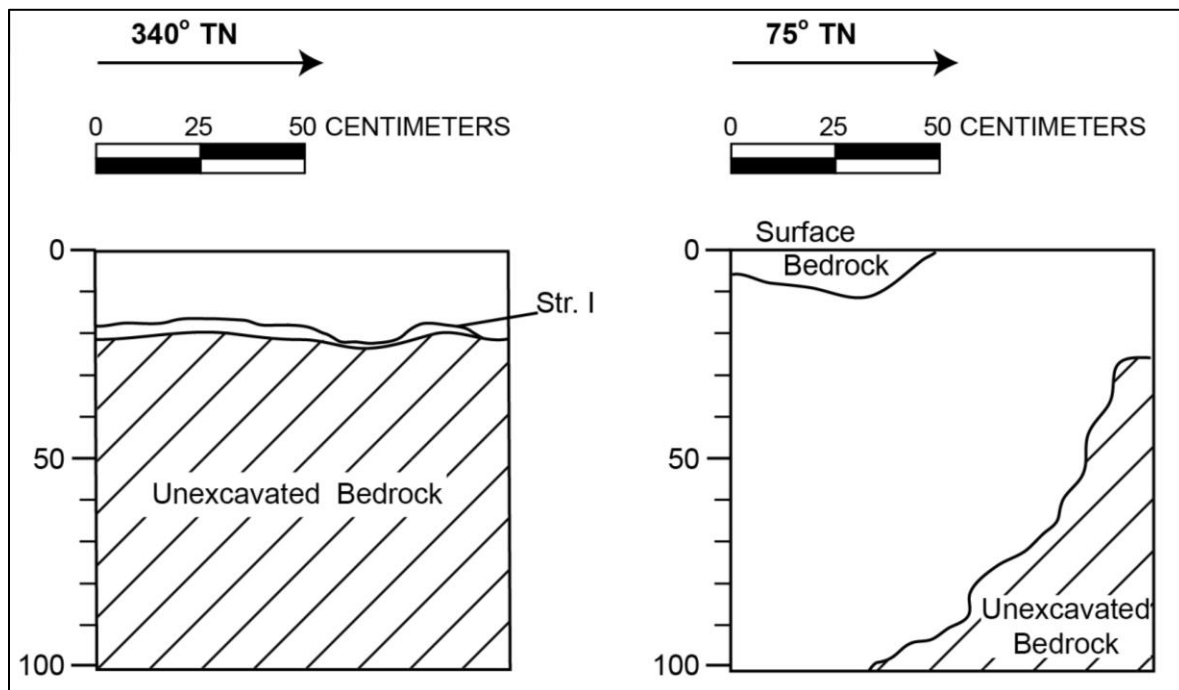 340° TN
0 25 50 CENTIMETERS
0
50
100
Str. I
Unexcavated Bedrock
75° TN
0 25 50 CENTIMETERS
0
50
100
Surface
Bedrock
Unexcavated
Bedrock